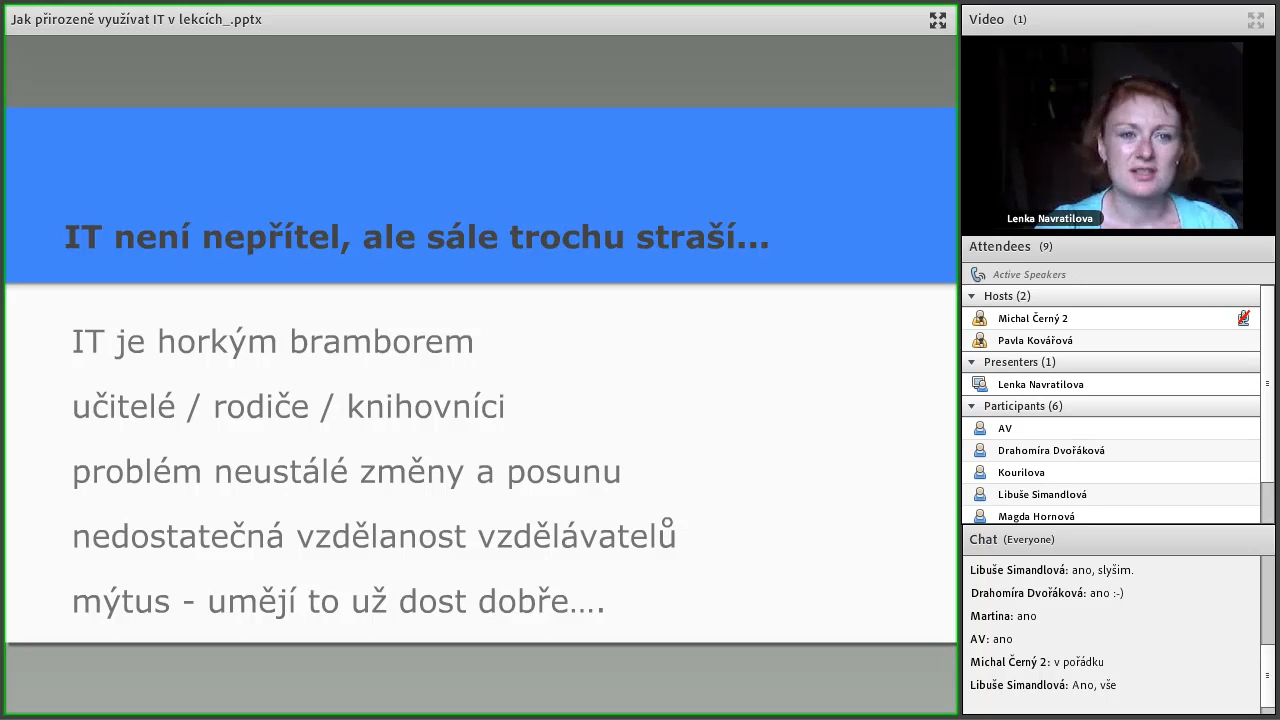 Jak přirozeně využívat IT v lekcích_.pptx
IT není nepřítel, ale sále trochu straší...
IT je horkým bramborem
učitelé / rodiče / knihovníci
problém neustálé změny a posunu
nedostatečná vzdělanost vzdělávatelů
mýtus - umějí to už dost dobře....
Video (1)
Lenka Navratilova
Attendees (9)
Active Speakers
Hosts (2)
Michal Černý 2
Pavla Kovářová
Presenters (1)
Lenka Navratilova
Participants (6)
AV
Drahomíra Dvořáková
Kourilova
Libuše Simandlová
Magda Hornová
Chat (Everyone)
Libuše Simandlová: ano, slyšim.
Drahomíra Dvořáková: ano :-)
Martina: ano
AV: ano
Michal Černý 2: v pořádku
Libuše Simandlová: Ano, vše